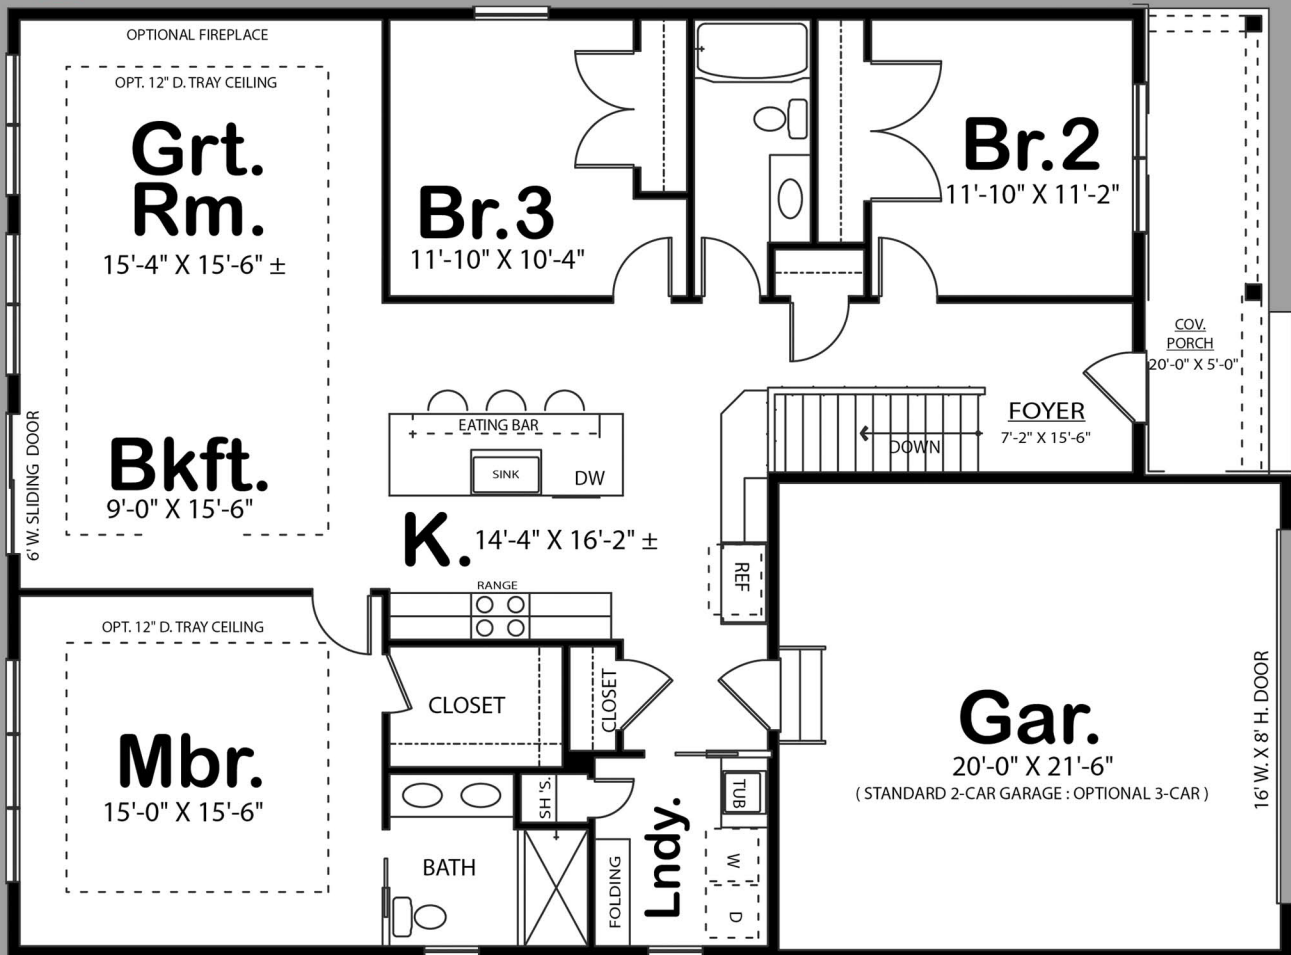 OPTIONAL FIREPLACE
OPT. 12" D. TRAY CEILING
Grt.
Rm.
15'-4" X 15'-6" ±
Br.3
11'-10" X 10'-4"
Br.2
11'-10" X 11'-2"
COV.
PORCH
20'-0" X 5'-0"
Bkft.
9'-0" X 15'-6"
6' W. SLIDING DOOR
EATING BAR
SINK
DW
K.
14'-4" X 16'-2" ±
RANGE
REF
DOWN
FOYER
7'-2" X 15'-6"
OPT. 12" D. TRAY CEILING
Mbr.
15'-0" X 15'-6"
CLOSET
CLOSET
SH'S.
BATH
FOLDING
Lndy.
TUB
W
D
Gar.
20'-0" X 21'-6"
( STANDARD 2-CAR GARAGE : OPTIONAL 3-CAR )
16' W. X 8' H. DOOR